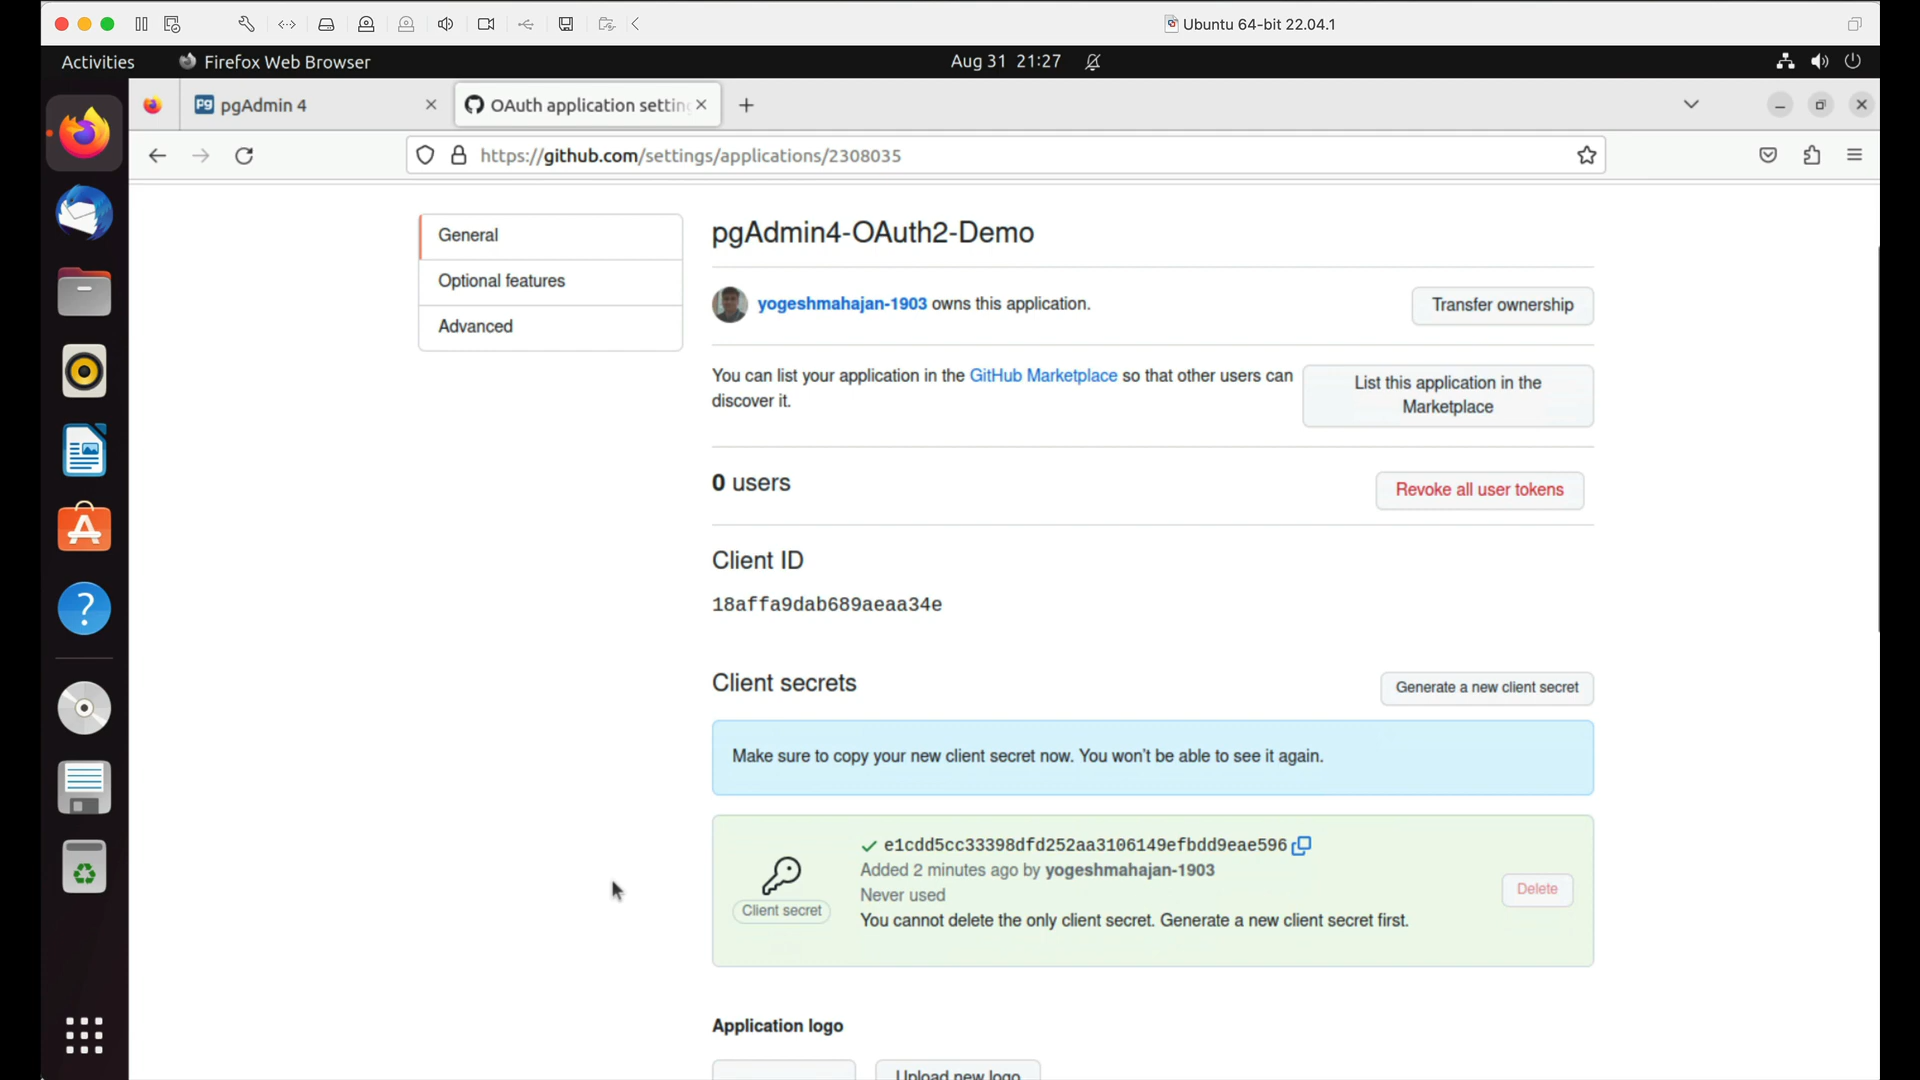 Ubuntu 64-bit 22.04.1
Activities
Firefox Web Browser
Aug 31 21:27
pgAdmin 4
OAuth application settin
https://github.com/settings/applications/2308035
General
Optional features
Advanced
pgAdmin4-OAuth2-Demo
yogeshmahajan-1903 owns this application.
Transfer ownership
You can list your application in the GitHub Marketplace so that other users can
discover it.
List this application in the
Marketplace
0 users
Revoke all user tokens
Client ID
18affa9dab689aeaa34e
Client secrets
Generate a new client secret
Make sure to copy your new client secret now. You won't be able to see it again.
e1cdd5cc33398dfd252aa3106149efbdd9eae596
Added 2 minutes ago by yogeshmahajan-1903
Never used
You cannot delete the only client secret. Generate a new client secret first.
Client secret
Delete
Application logo
Upload new logo